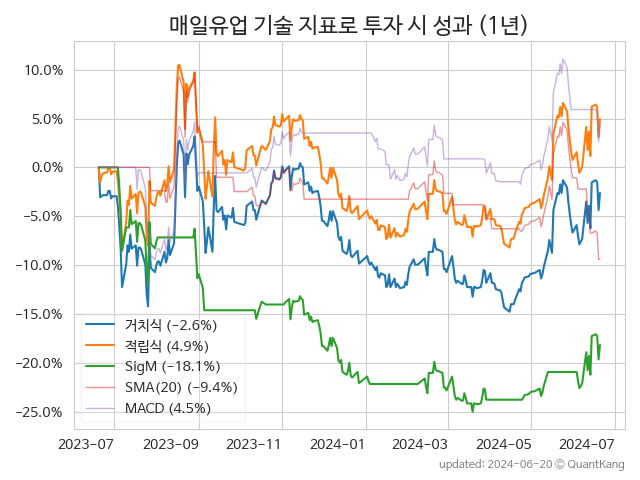 매일유업 기술 지표로 투자 시 성과 (1년)
10.0%
5.0%
0.0%
−5.0%
−10.0%
−15.0%
−20.0%
−25.0%
거치식 (−2.6%)
적립식 (4.9%)
SigM (−18.1%)
SMA(20) (−9.4%)
MACD (4.5%)
2023-07 2023-09 2023-11 2024-01 2024-03 2024-05 2024-07
updated: 2024-06-20 © QuantKang